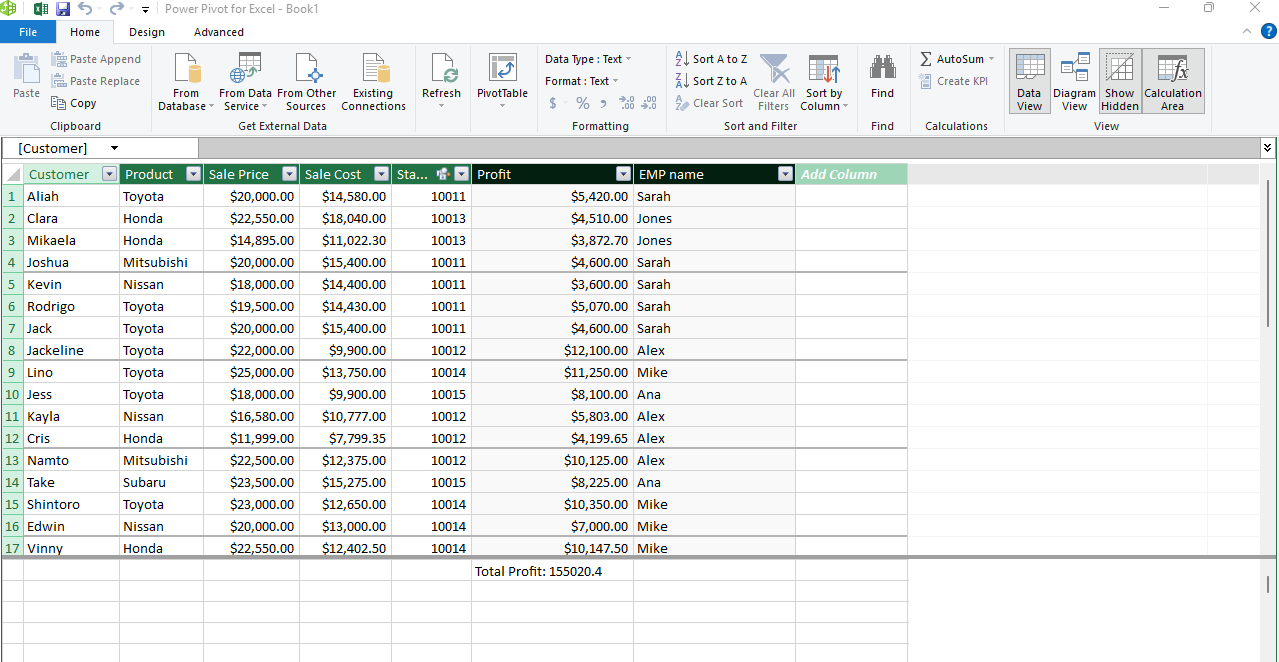 Power Pivot for Excel - Book1
File Home Design Advanced
Paste Paste Append Paste Replace Copy Clipboard
From Database From Data Service From Other Sources Existing Connections Get External Data
Refresh
PivotTable
Data Type : Text Format : Text $ % , .00 .00 Formatting
Sort A to Z Sort Z to A Clear Sort Clear All Filters Sort by Column Sort and Filter
Find Find
AutoSum Create KPI Calculations
Data View Diagram View Show Hidden Calculation Area View
[Customer]
Customer Product Sale Price Sale Cost Sta... Profit EMP name Add Column
1 Aliah Toyota $20,000.00 $14,580.00 10011 $5,420.00 Sarah
2 Clara Honda $22,550.00 $18,040.00 10013 $4,510.00 Jones
3 Mikaela Honda $14,895.00 $11,022.30 10013 $3,872.70 Jones
4 Joshua Mitsubishi $20,000.00 $15,400.00 10011 $4,600.00 Sarah
5 Kevin Nissan $18,000.00 $14,400.00 10011 $3,600.00 Sarah
6 Rodrigo Toyota $19,500.00 $14,430.00 10011 $5,070.00 Sarah
7 Jack Toyota $20,000.00 $15,400.00 10011 $4,600.00 Sarah
8 Jackeline Toyota $22,000.00 $9,900.00 10012 $12,100.00 Alex
9 Lino Toyota $25,000.00 $13,750.00 10014 $11,250.00 Mike
10 Jess Toyota $18,000.00 $9,900.00 10015 $8,100.00 Ana
11 Kayla Nissan $16,580.00 $10,777.00 10012 $5,803.00 Alex
12 Cris Honda $11,999.00 $7,799.35 10012 $4,199.65 Alex
13 Namto Mitsubishi $22,500.00 $12,375.00 10012 $10,125.00 Alex
14 Take Subaru $23,500.00 $15,275.00 10015 $8,225.00 Ana
15 Shintoro Toyota $23,000.00 $12,650.00 10014 $10,350.00 Mike
16 Edwin Nissan $20,000.00 $13,000.00 10014 $7,000.00 Mike
17 Vinny Honda $22,550.00 $12,402.50 10014 $10,147.50 Mike
Total Profit: 155020.4